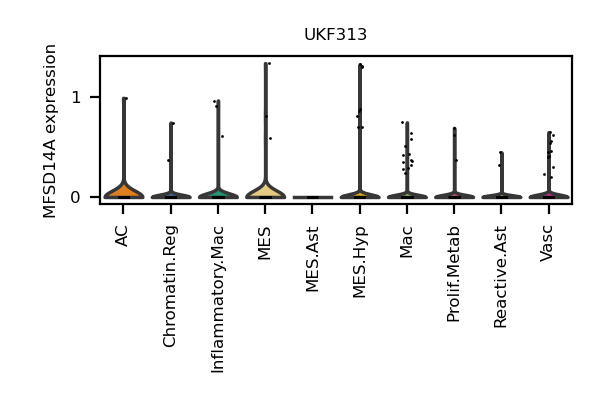 UKF313
MFSD14A expression
1
0
AC
Chromatin.Reg
Inflammatory.Mac
MES
MES.Ast
MES.Hyp
Mac
Prolif.Metab
Reactive.Ast
Vasc